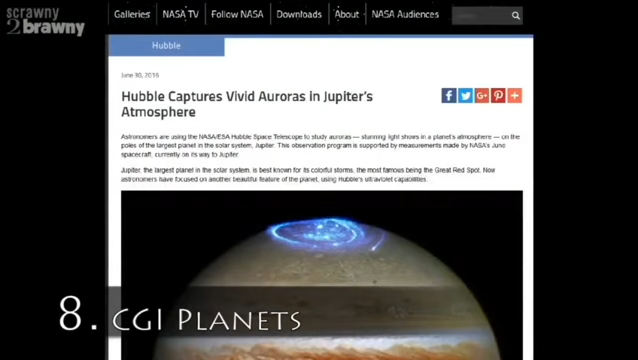 scrawny
2brawny
Galleries NASA TV Follow NASA Downloads About NASA Audiences
Hubble
June 30, 2016
Hubble Captures Vivid Auroras in Jupiter's
Atmosphere
Astronomers are using the NASA/ESA Hubble Space Telescope to study auroras — stunning light shows in a planet's atmosphere — on the
poles of the largest planet in the solar system, Jupiter. This observation program is supported by measurements made by NASA's Juno
spacecraft, currently on its way to Jupiter.
Jupiter, the largest planet in the solar system, is best known for its colorful storms, the most famous being the Great Red Spot. Now
astronomers have focused on another beautiful feature of the planet, using Hubble's ultraviolet capabilities.
8. CGI Planets